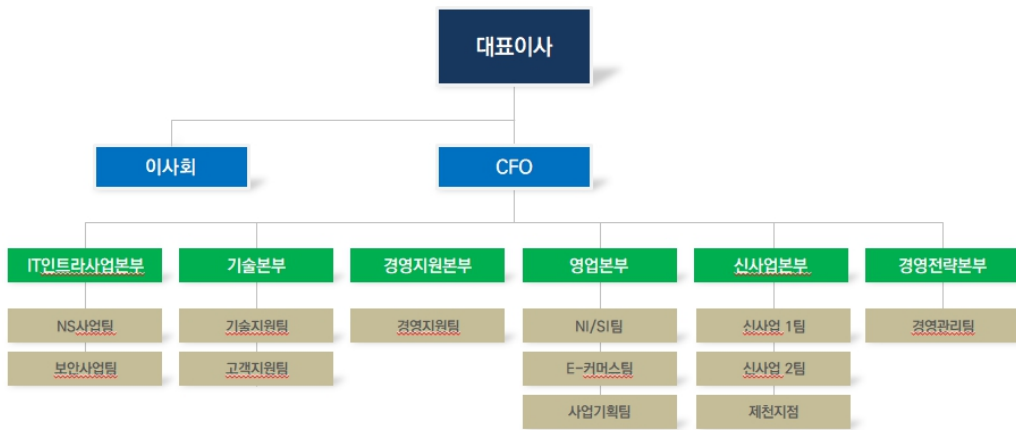 대표이사
이사회
CFO
IT인트라사업본부
기술본부
경영지원본부
영업본부
신사업본부
경영전략본부
NS사업팀
기술지원팀
경영지원팀
NI/SI팀
신사업 1팀
경영관리팀
보안사업팀
고객지원팀
E-커머스팀
신사업 2팀
사업기획팀
제천지점